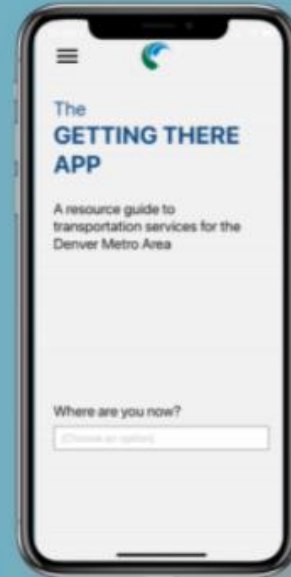 The
GETTING THERE
APP
A resource guide to
transportation services for the
Denver Metro Area
Where are you now?
(Choose an option)